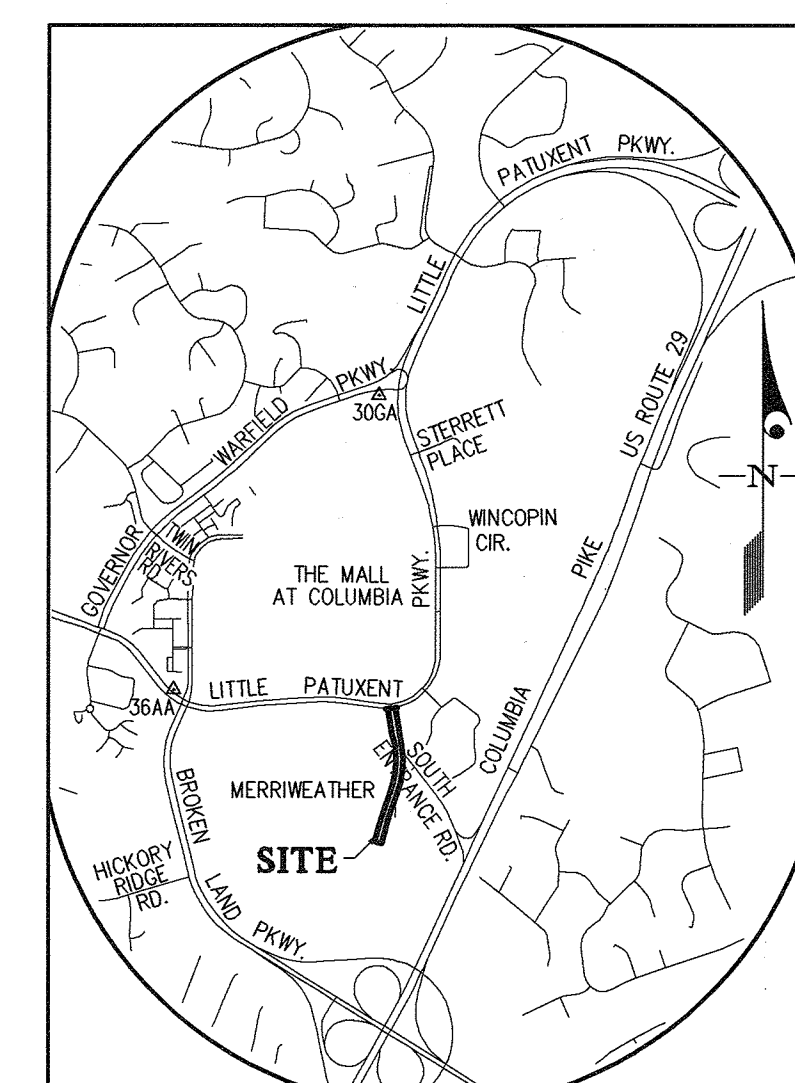 PATUXENT PKWY.
LITTLE
US ROUTE 29
PKWY.
30GA
WARFIELD
STERRETT
PLACE
N
WINCOPIN
CIR.
GOVERNOR
TWIN
RIVERS
RD.
THE MALL
AT COLUMBIA
PKWY.
PIKE
36AA
LITTLE PATUXENT
COLUMBIA
SOUTH
ENTRANCE RD.
BROKEN
MERRIWEATHER
SITE
HICKORY
RIDGE
RD.
LAND
PKWY.